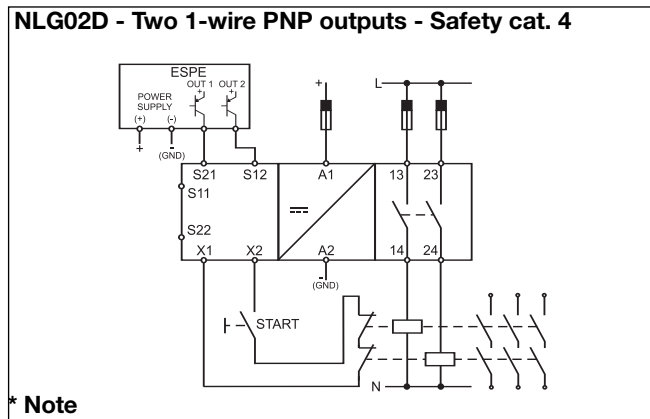 NLG02D - Two 1-wire PNP outputs - Safety cat. 4
ESPE
OUT 1 OUT 2
POWER
SUPPLY
(+) (-)
+ + + L
+ -
(GND)
S21 S12 A1 13 23
S11
S22
X1 X2 A2 14 24
-
(GND)
START
N
* Note